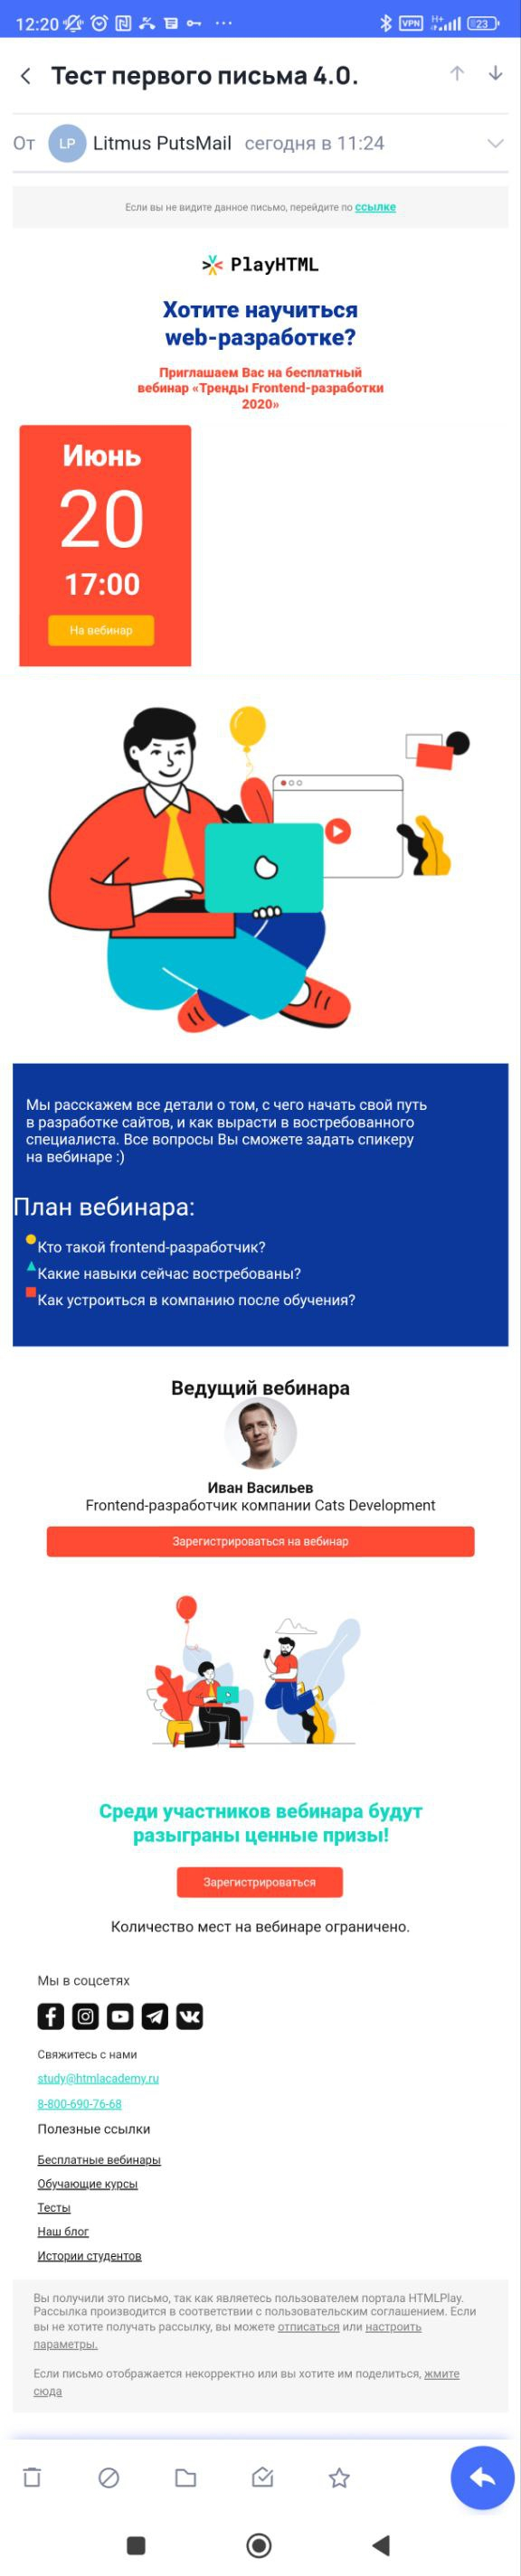 12:20
VPN
H+
23
Тест первого письма 4.0.
От LP Litmus PutsMail сегодня в 11:24
Если вы не видите данное письмо, перейдите по ссылке
PlayHTML
Хотите научиться
web-разработке?
Приглашаем Вас на бесплатный
вебинар «Тренды Frontend-разработки
2020»
Июнь
20
17:00
На вебинар
Мы расскажем все детали о том, с чего начать свой путь
в разработке сайтов, и как вырасти в востребованного
специалиста. Все вопросы Вы сможете задать спикеру
на вебинаре :)
План вебинара:
Кто такой frontend-разработчик?
Какие навыки сейчас востребованы?
Как устроиться в компанию после обучения?
Ведущий вебинара
Иван Васильев
Frontend-разработчик компании Cats Development
Зарегистрироваться на вебинар
Среди участников вебинара будут
разыграны ценные призы!
Зарегистрироваться
Количество мест на вебинаре ограничено.
Мы в соцсетях
Свяжитесь с нами
study@htmlacademy.ru
8-800-690-76-68
Полезные ссылки
Бесплатные вебинары
Обучающие курсы
Тесты
Наш блог
Истории студентов
Вы получили это письмо, так как являетесь пользователем портала HTMLPlay.
Рассылка производится в соответствии с пользовательским соглашением. Если
вы не хотите получать рассылку, вы можете отписаться или настроить
параметры.
Если письмо отображается некорректно или вы хотите им поделиться, жмите
сюда